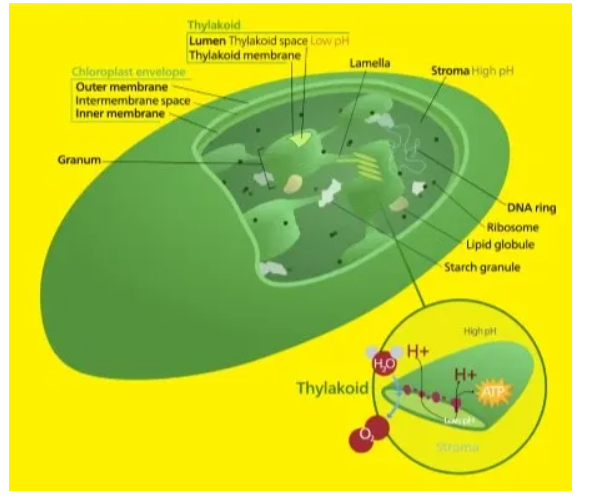 Thylakoid
Lumen Thylakoid space Low pH
Thylakoid membrane
Lamella
Stroma High pH
Chloroplast envelope
Outer membrane
Intermembrane space
Inner membrane
Granum
DNA ring
Ribosome
Lipid globule
Starch granule
High pH
H+
H₂O
H+
Thylakoid
ATP
Low pH
O₂
Stroma